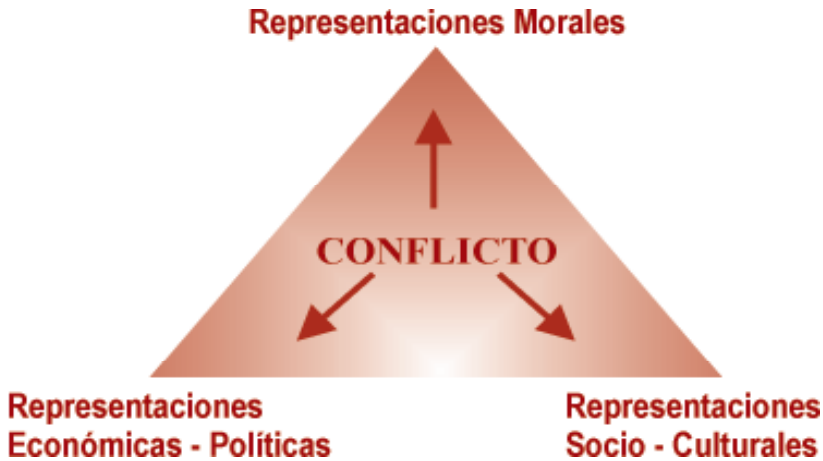 Representaciones Morales
CONFLICTO
Representaciones
Económicas - Políticas
Representaciones
Socio - Culturales